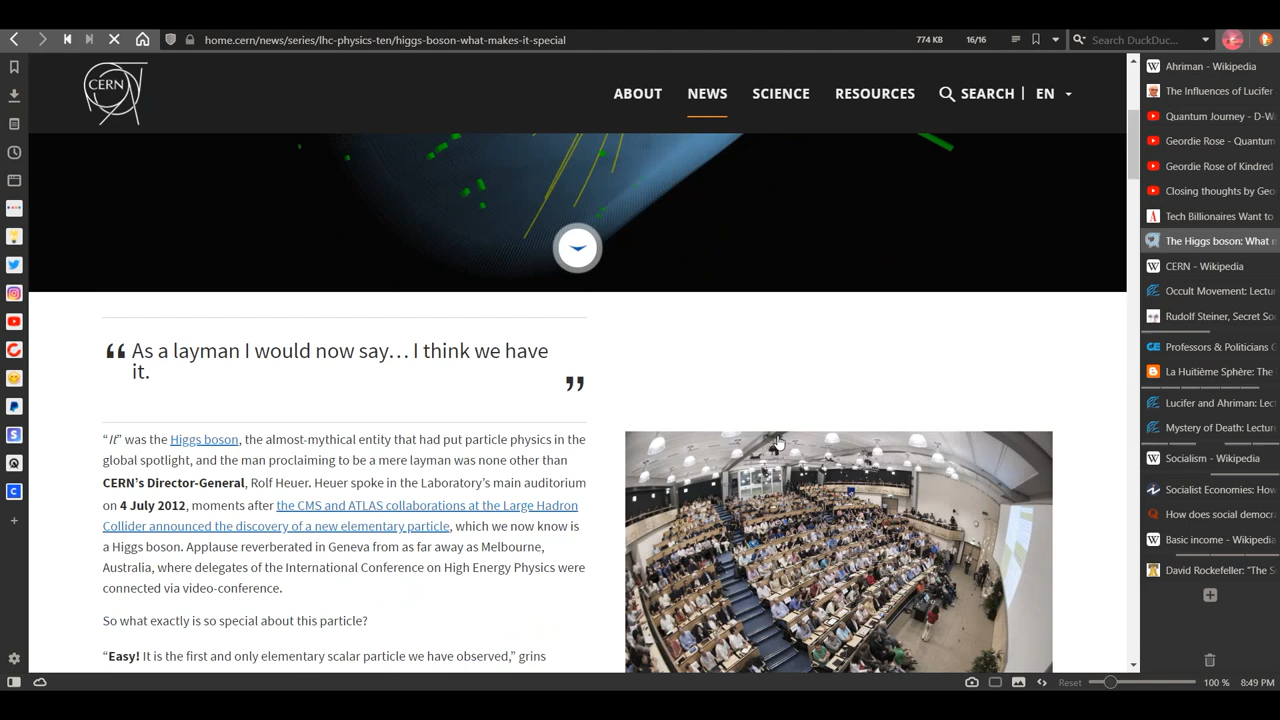 home.cern/news/series/lhc-physics-ten/higgs-boson-what-makes-it-special
774 KB
16/16
Search DuckDuc...
CERN
ABOUT
NEWS
SCIENCE
RESOURCES
SEARCH |
EN
“ As a layman I would now say… I think we have
it.
”
“It” was the Higgs boson, the almost-mythical entity that had put particle physics in the
global spotlight, and the man proclaiming to be a mere layman was none other than
CERN’s Director-General, Rolf Heuer. Heuer spoke in the Laboratory’s main auditorium
on 4 July 2012, moments after the CMS and ATLAS collaborations at the Large Hadron
Collider announced the discovery of a new elementary particle, which we now know is
a Higgs boson. Applause reverberated in Geneva from as far away as Melbourne,
Australia, where delegates of the International Conference on High Energy Physics were
connected via video-conference.
So what exactly is so special about this particle?
“Easy! It is the first and only elementary scalar particle we have observed,” grins
Ahriman - Wikipedia
The Influences of Lucifer
Quantum Journey - D-W
Geordie Rose - Quantum
Geordie Rose of Kindred
Closing thoughts by Geo
Tech Billionaires Want to
The Higgs boson: What m
CERN - Wikipedia
Occult Movement: Lectu
Rudolf Steiner, Secret So
Professors & Politicians G
La Huitième Sphère: The
Lucifer and Ahriman: Lec
Mystery of Death: Lecture
Socialism - Wikipedia
Socialist Economies: How
How does social democr
Basic income - Wikipedia
David Rockefeller: "The S
Reset
100 %
8:49 PM